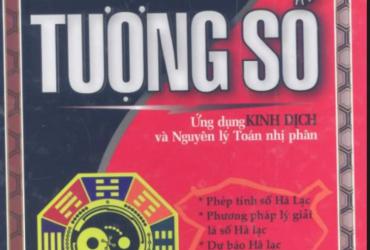 TƯỢNG SỐ
Ứng dụng KINH DỊCH
và Nguyên lý Toán nhị phân
* Phép tính số Hà Lạc
* Phương pháp lý giải
lá số Hà lạc
* Dự báo Hà lạc